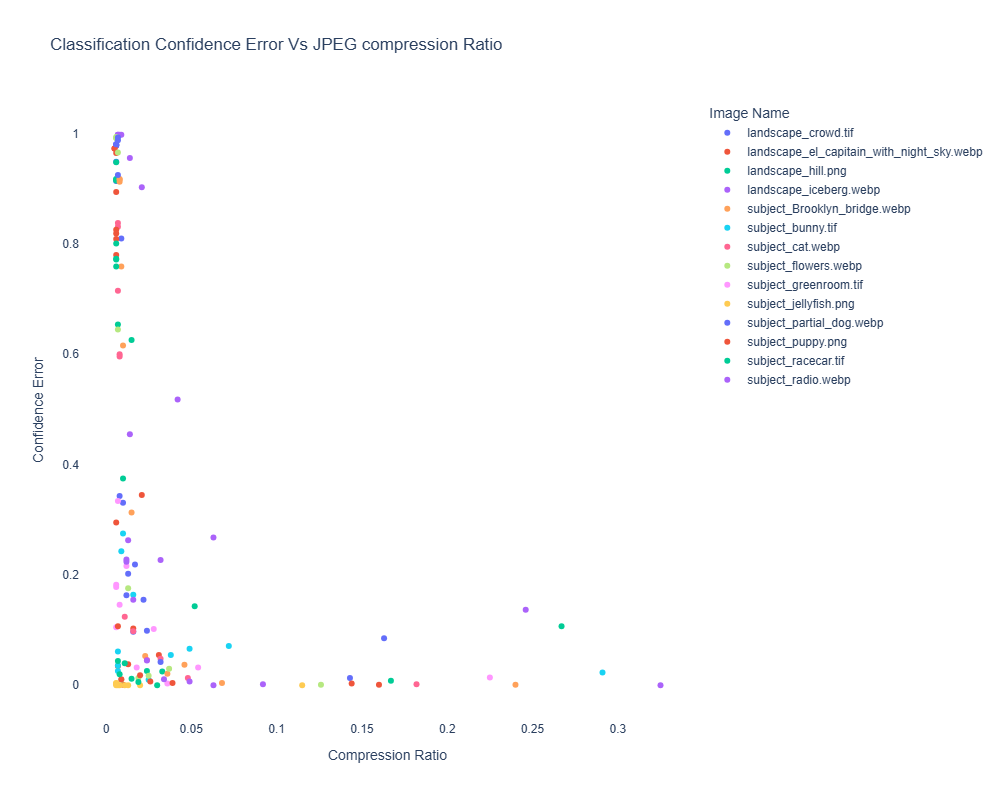 Classification Confidence Error Vs JPEG compression Ratio
Image Name
landscape_crowd.tif
landscape_el_capitain_with_night_sky.webp
landscape_hill.png
landscape_iceberg.webp
subject_Brooklyn_bridge.webp
subject_bunny.tif
subject_cat.webp
subject_flowers.webp
subject_greenroom.tif
subject_jellyfish.png
subject_partial_dog.webp
subject_puppy.png
subject_racecar.tif
subject_radio.webp
1
0.8
0.6
0.4
0.2
0
Confidence Error
0 0.05 0.1 0.15 0.2 0.25 0.3
Compression Ratio